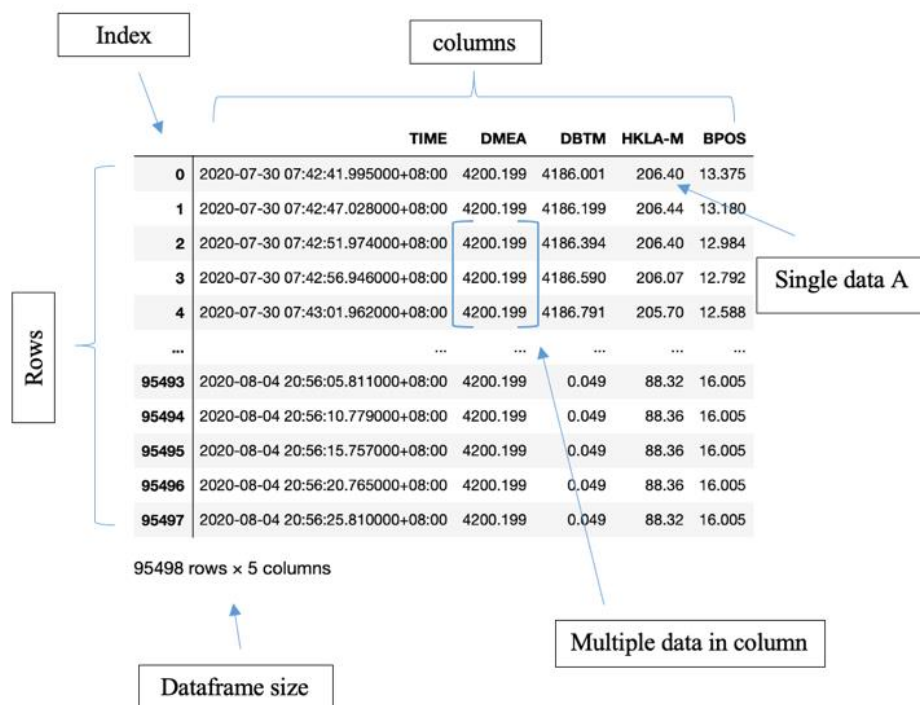 Index
columns
TIME DMEA DBTM HKLA-M BPOS
0 2020-07-30 07:42:41.995000+08:00 4200.199 4186.001 206.40 13.375
1 2020-07-30 07:42:47.028000+08:00 4200.199 4186.199 206.44 13.180
2 2020-07-30 07:42:51.974000+08:00 4200.199 4186.394 206.40 12.984
3 2020-07-30 07:42:56.946000+08:00 4200.199 4186.590 206.07 12.792
4 2020-07-30 07:43:01.962000+08:00 4200.199 4186.791 205.70 12.588
... ... ... ... ... ...
95493 2020-08-04 20:56:05.811000+08:00 4200.199 0.049 88.32 16.005
95494 2020-08-04 20:56:10.779000+08:00 4200.199 0.049 88.36 16.005
95495 2020-08-04 20:56:15.757000+08:00 4200.199 0.049 88.36 16.005
95496 2020-08-04 20:56:20.765000+08:00 4200.199 0.049 88.36 16.005
95497 2020-08-04 20:56:25.810000+08:00 4200.199 0.049 88.32 16.005
Rows
Single data A
95498 rows × 5 columns
Multiple data in column
Dataframe size